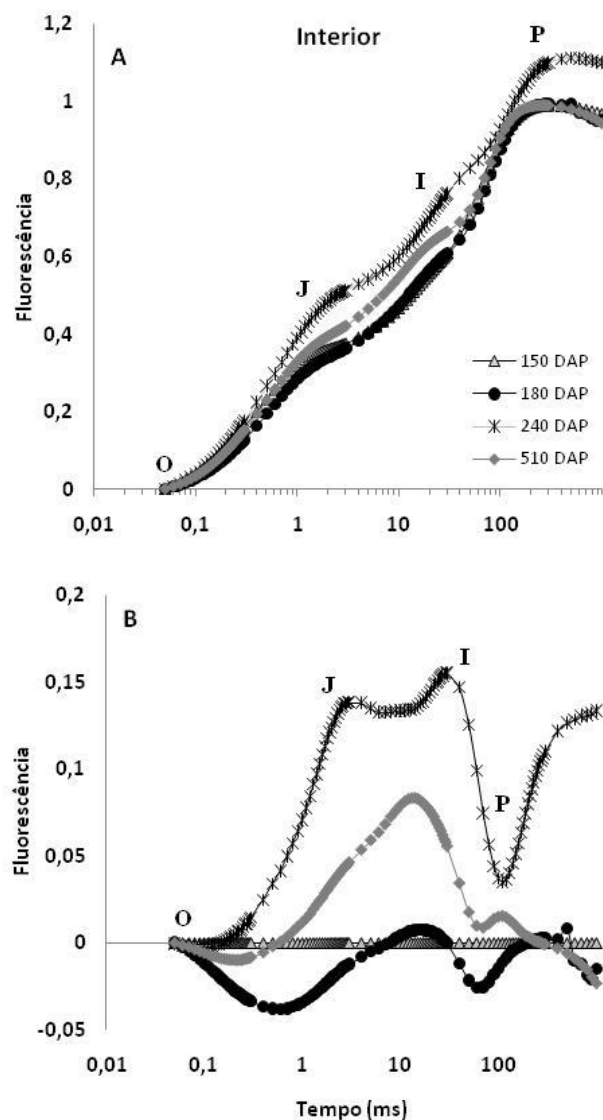 Interior
A
Fluorescência
1,2
1
0,8
0,6
0,4
0,2
0
O
J
I
P
150 DAP
180 DAP
240 DAP
510 DAP
0,01 0,1 1 10 100
B
Fluorescência
0,2
0,15
0,1
0,05
0
-0,05
O
J
I
P
0,01 0,1 1 10 100
Tempo (ms)